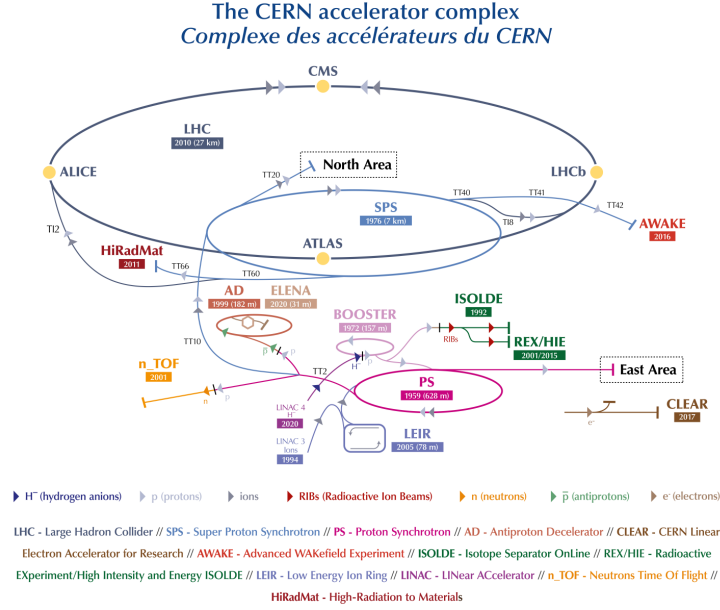 The CERN accelerator complex
Complexe des accélérateurs du CERN
CMS
LHC
2010 (27 km)
ALICE
North Area
LHCb
TT20
SPS
1976 (7 km)
TT40
TT41
TT42
TI8
AWAKE
2016
TI2
HiRadMat
2011
ATLAS
TT66
TT60
AD
1999 (182 m)
ELENA
2020 (31 m)
ISOLDE
1992
BOOSTER
1972 (157 m)
RIBs
REX/HIE
2001/2015
TT10
p̅
p
H⁻
p
n_TOF
2001
TT2
East Area
n
p
PS
1959 (628 m)
LINAC 4
H⁻
2020
CLEAR
2017
e⁻
LINAC 3
Ions
1994
LEIR
2005 (78 m)
H⁻ (hydrogen anions)
p (protons)
ions
RIBs (Radioactive Ion Beams)
n (neutrons)
p̅ (antiprotons)
e⁻ (electrons)
LHC - Large Hadron Collider // SPS - Super Proton Synchrotron // PS - Proton Synchrotron // AD - Antiproton Decelerator // CLEAR - CERN Linear
Electron Accelerator for Research // AWAKE - Advanced WAKefield Experiment // ISOLDE - Isotope Separator OnLine // REX/HIE - Radioactive
EXperiment/High Intensity and Energy ISOLDE // LEIR - Low Energy Ion Ring // LINAC - LINear ACcelerator // n_TOF - Neutrons Time Of Flight //
HiRadMat - High-Radiation to Materials